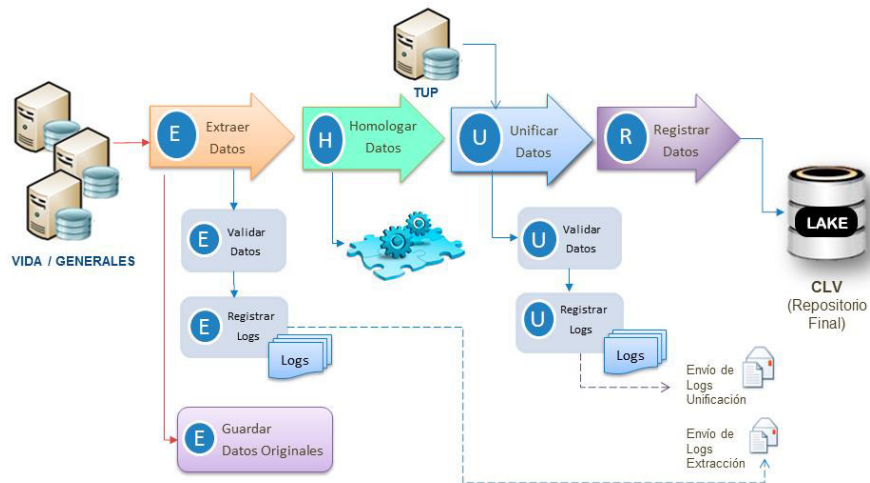 TUP
E
Extraer
Datos
H
Homologar
Datos
U
Unificar
Datos
R
Registrar
Datos
VIDA / GENERALES
E
Validar
Datos
U
Validar
Datos
LAKE
CLV
(Repositorio
Final)
E
Registrar
Logs
Logs
U
Registrar
Logs
Logs
Envío de
Logs
Unificación
E
Guardar
Datos Originales
Envío de
Logs
Extracción